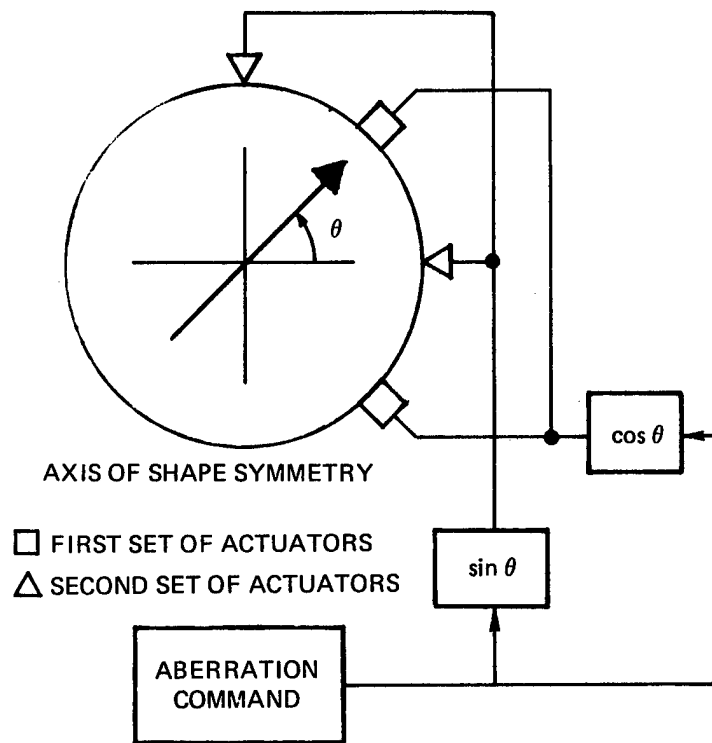 θ
cos θ
AXIS OF SHAPE SYMMETRY
FIRST SET OF ACTUATORS
sin θ
SECOND SET OF ACTUATORS
ABERRATION
COMMAND